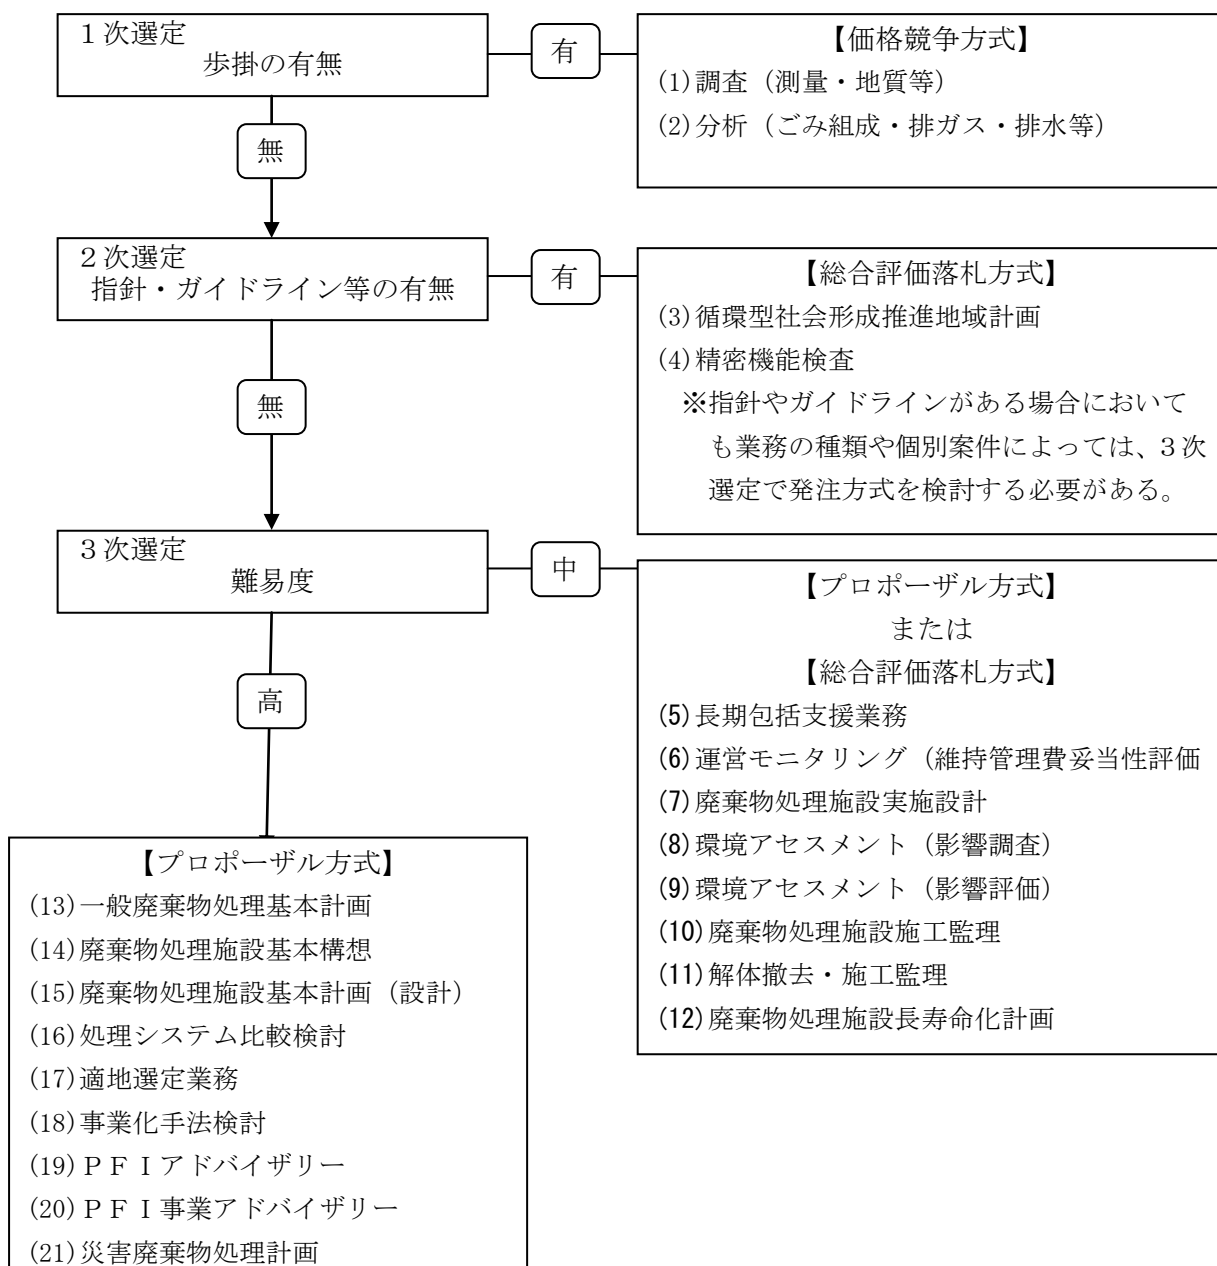 １次選定
歩掛の有無
有
【価格競争方式】
(1)調査（測量・地質等）
(2)分析（ごみ組成・排ガス・排水等）
無
２次選定
指針・ガイドライン等の有無
有
【総合評価落札方式】
(3)循環型社会形成推進地域計画
(4)精密機能検査
※指針やガイドラインがある場合において
も業務の種類や個別案件によっては、３次
選定で発注方式を検討する必要がある。
無
３次選定
難易度
中
【プロポーザル方式】
または
【総合評価落札方式】
(5)長期包括支援業務
(6)運営モニタリング（維持管理費妥当性評価
(7)廃棄物処理施設実施設計
(8)環境アセスメント（影響調査）
(9)環境アセスメント（影響評価）
(10)廃棄物処理施設施工監理
(11)解体撤去・施工監理
(12)廃棄物処理施設長寿命化計画
高
【プロポーザル方式】
(13)一般廃棄物処理基本計画
(14)廃棄物処理施設基本構想
(15)廃棄物処理施設基本計画（設計）
(16)処理システム比較検討
(17)適地選定業務
(18)事業化手法検討
(19)ＰＦＩアドバイザリー
(20)ＰＦＩ事業アドバイザリー
(21)災害廃棄物処理計画